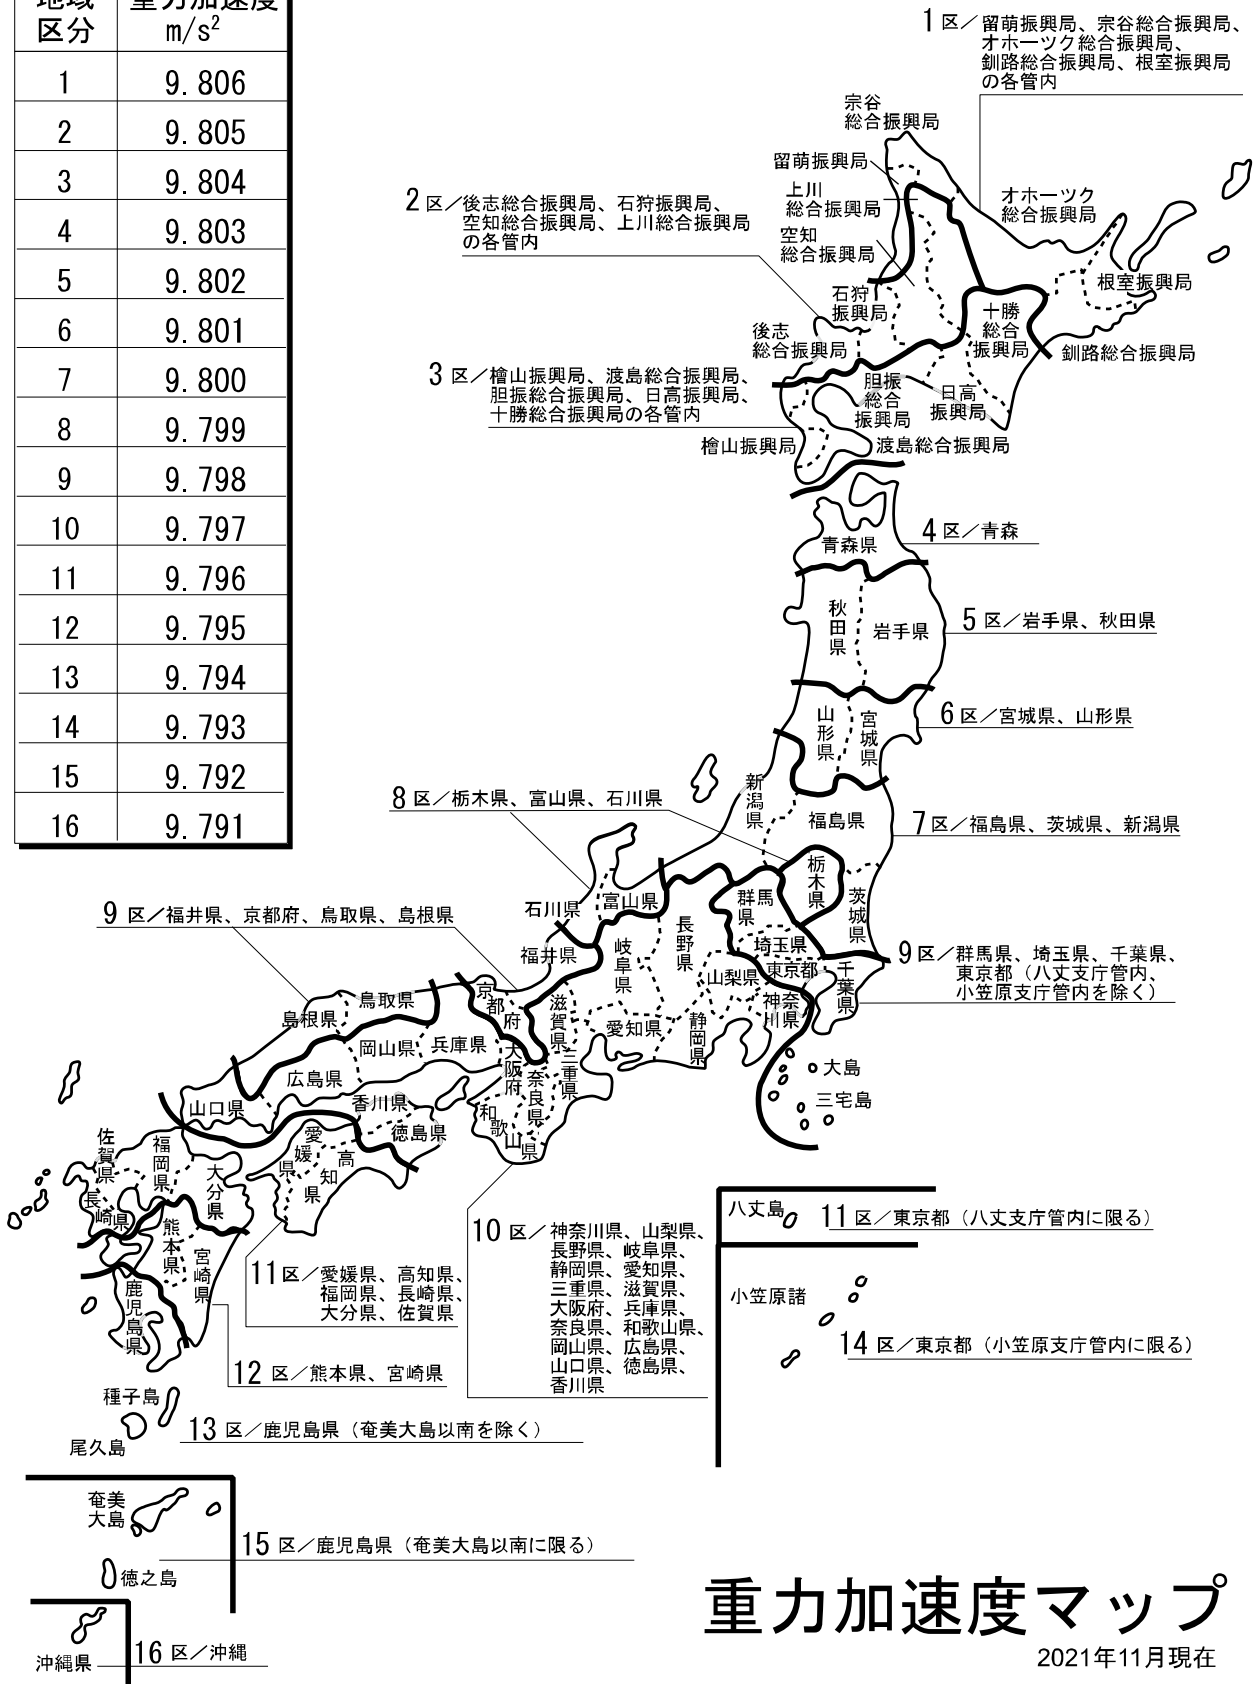 地域 重力加速度
区分 m/s²
1 9.806
2 9.805
3 9.804
4 9.803
5 9.802
6 9.801
7 9.800
8 9.799
9 9.798
10 9.797
11 9.796
12 9.795
13 9.794
14 9.793
15 9.792
16 9.791
1区／留萌振興局、宗谷総合振興局、
オホーツク総合振興局、
釧路総合振興局、根室振興局
の各管内
宗谷
総合振興局
留萌振興局
上川
総合振興局
空知
総合振興局
オホーツク
総合振興局
2区／後志総合振興局、石狩振興局、
空知総合振興局、上川総合振興局
の各管内
石狩
振興局
根室振興局
十勝
総合
振興局
後志
総合振興局
釧路総合振興局
3区／檜山振興局、渡島総合振興局、
胆振総合振興局、日高振興局、
十勝総合振興局の各管内
胆振
総合
振興局
日高
振興局
檜山振興局
渡島総合振興局
青森県
4区／青森
秋田県
岩手県
5区／岩手県、秋田県
山形県
宮城県
6区／宮城県、山形県
新潟県
福島県
7区／福島県、茨城県、新潟県
8区／栃木県、富山県、石川県
栃木県
茨城県
群馬県
石川県
富山県
長野県
埼玉県
9区／福井県、京都府、鳥取県、島根県
福井県
岐阜県
山梨県
東京都
千葉県
神奈川県
9区／群馬県、埼玉県、千葉県、
東京都（八丈支庁管内、
小笠原支庁管内を除く）
鳥取県
島根県
京都府
滋賀県
愛知県
静岡県
岡山県
兵庫県
大阪府
三重県
奈良県
和歌山県
広島県
山口県
香川県
徳島県
愛媛県
高知県
大島
三宅島
佐賀県
福岡県
大分県
長崎県
熊本県
宮崎県
鹿児島県
八丈島
11区／東京都（八丈支庁管内に限る）
10区／神奈川県、山梨県、
長野県、岐阜県、
静岡県、愛知県、
三重県、滋賀県、
大阪府、兵庫県、
奈良県、和歌山県、
岡山県、広島県、
山口県、徳島県、
香川県
11区／愛媛県、高知県、
福岡県、長崎県、
大分県、佐賀県
小笠原諸
14区／東京都（小笠原支庁管内に限る）
12区／熊本県、宮崎県
種子島
尾久島
13区／鹿児島県（奄美大島以南を除く）
奄美
大島
15区／鹿児島県（奄美大島以南に限る）
徳之島
沖縄県
16区／沖縄
重力加速度マップ
2021年11月現在